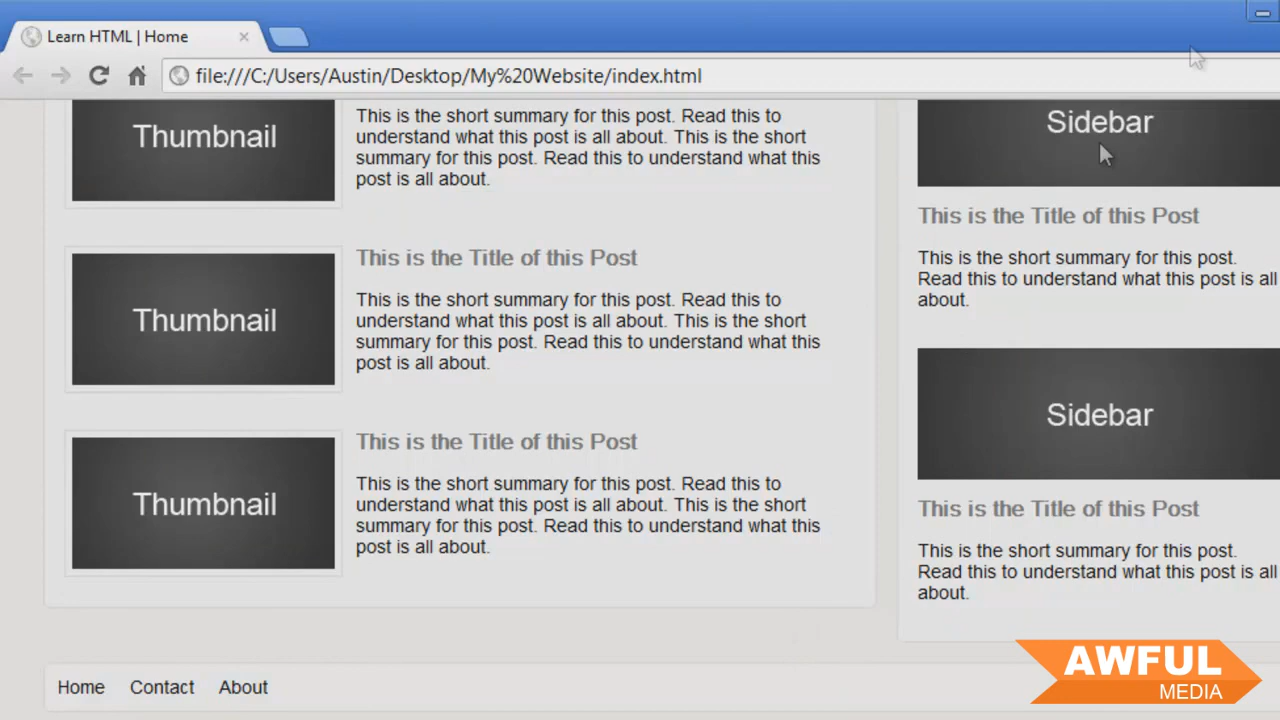 Learn HTML | Home
file:///C:/Users/Austin/Desktop/My%20Website/index.html
Thumbnail
This is the short summary for this post. Read this to
understand what this post is all about. This is the short
summary for this post. Read this to understand what this
post is all about.
Thumbnail
This is the Title of this Post
This is the short summary for this post. Read this to
understand what this post is all about. This is the short
summary for this post. Read this to understand what this
post is all about.
Thumbnail
This is the Title of this Post
This is the short summary for this post. Read this to
understand what this post is all about. This is the short
summary for this post. Read this to understand what this
post is all about.
Sidebar
This is the Title of this Post
This is the short summary for this post.
Read this to understand what this post is all
about.
Sidebar
This is the Title of this Post
This is the short summary for this post.
Read this to understand what this post is all
about.
Home Contact About
AWFUL
MEDIA